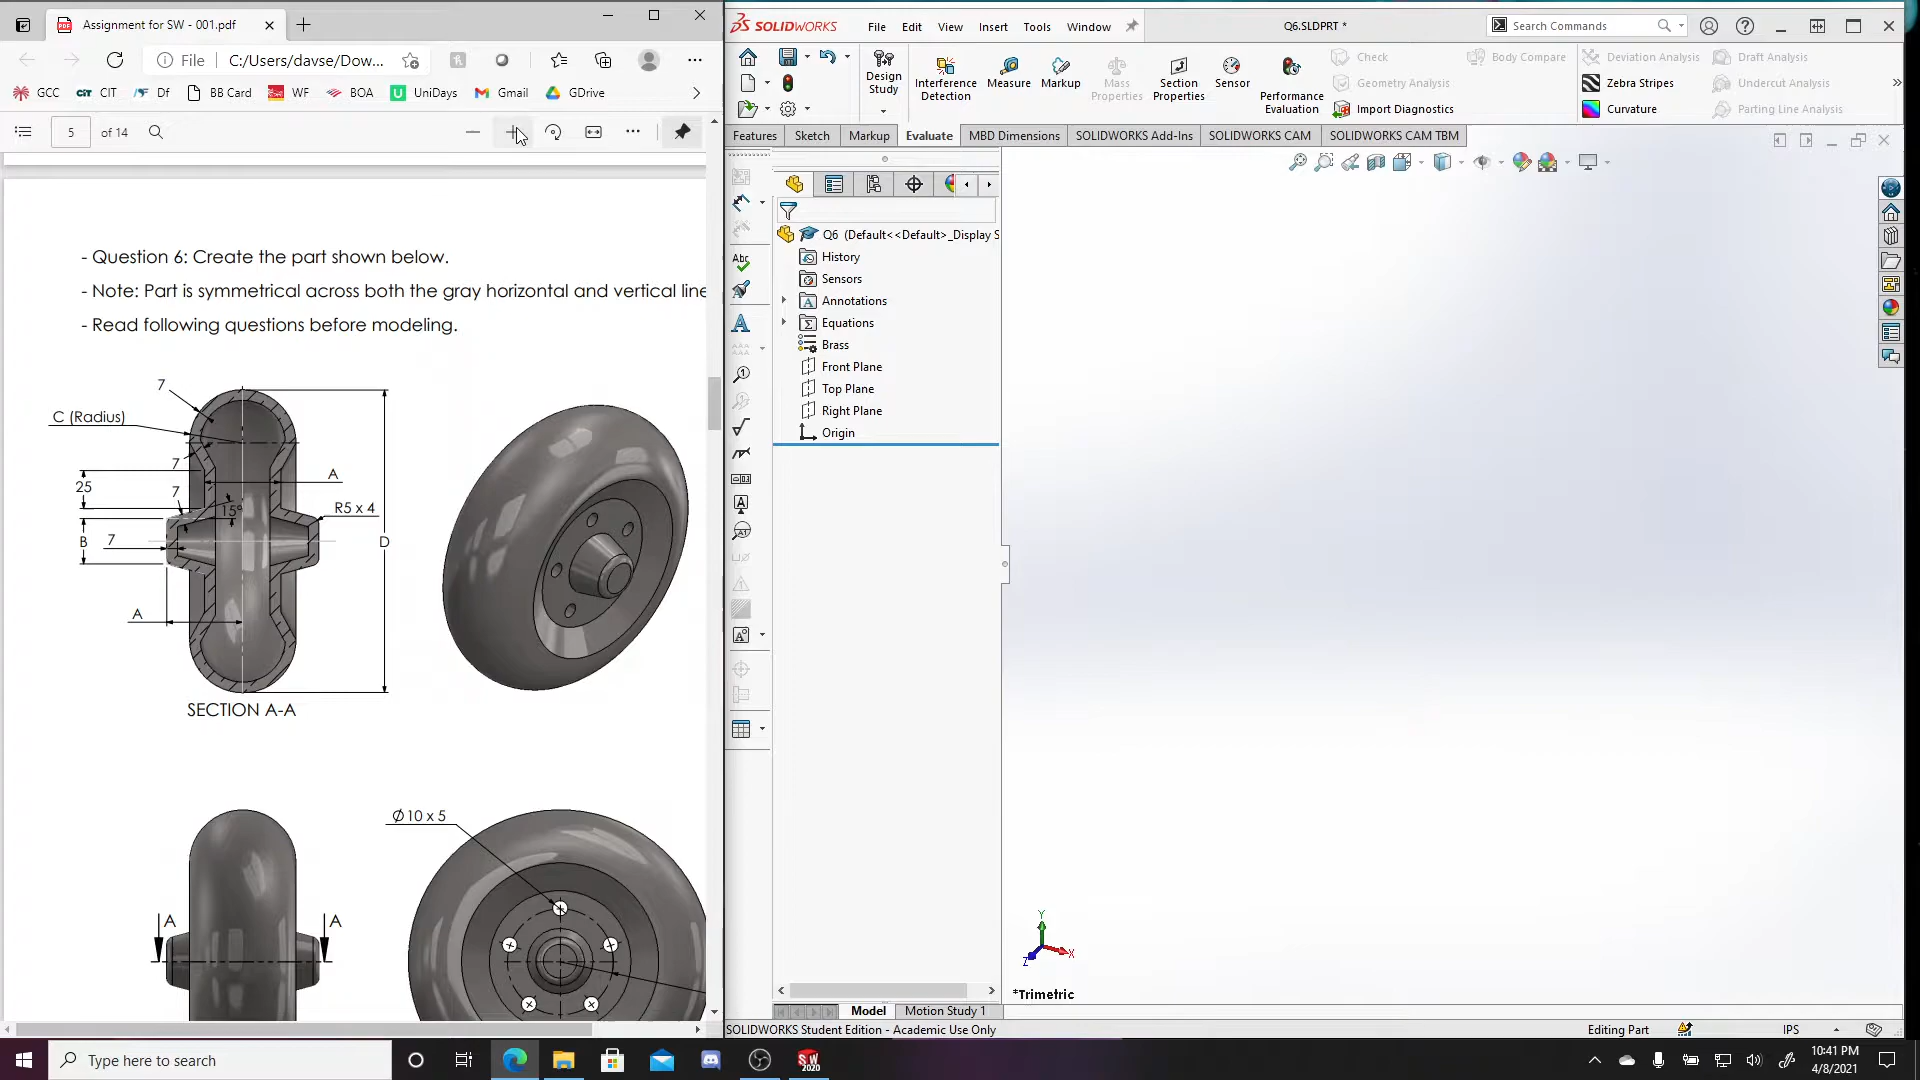 Assignment for SW - 001.pdf
File C:/Users/davse/Dow...
GCC CIT Df BB Card WF BOA UniDays Gmail GDrive
5 of 14
- Question 6: Create the part shown below.
- Note: Part is symmetrical across both the gray horizontal and vertical line
- Read following questions before modeling.
7
C (Radius)
7
A
25
7
15°
R5 x 4
B
7
D
A
SECTION A-A
Ø 10 x 5
A A
SOLIDWORKS File Edit View Insert Tools Window Q6.SLDPRT * Search Commands
Design Study
Interference Detection
Measure
Markup
Mass Properties
Section Properties
Sensor
Performance Evaluation
Check
Geometry Analysis
Import Diagnostics
Body Compare
Deviation Analysis
Zebra Stripes
Curvature
Draft Analysis
Undercut Analysis
Parting Line Analysis
Features Sketch Markup Evaluate MBD Dimensions SOLIDWORKS Add-Ins SOLIDWORKS CAM SOLIDWORKS CAM TBM
Q6 (Default<<Default>_Display S
History
Sensors
Annotations
Equations
Brass
Front Plane
Top Plane
Right Plane
Origin
Y
X
Z
*Trimetric
Model Motion Study 1
SOLIDWORKS Student Edition - Academic Use Only Editing Part IPS
Type here to search
10:41 PM
4/8/2021